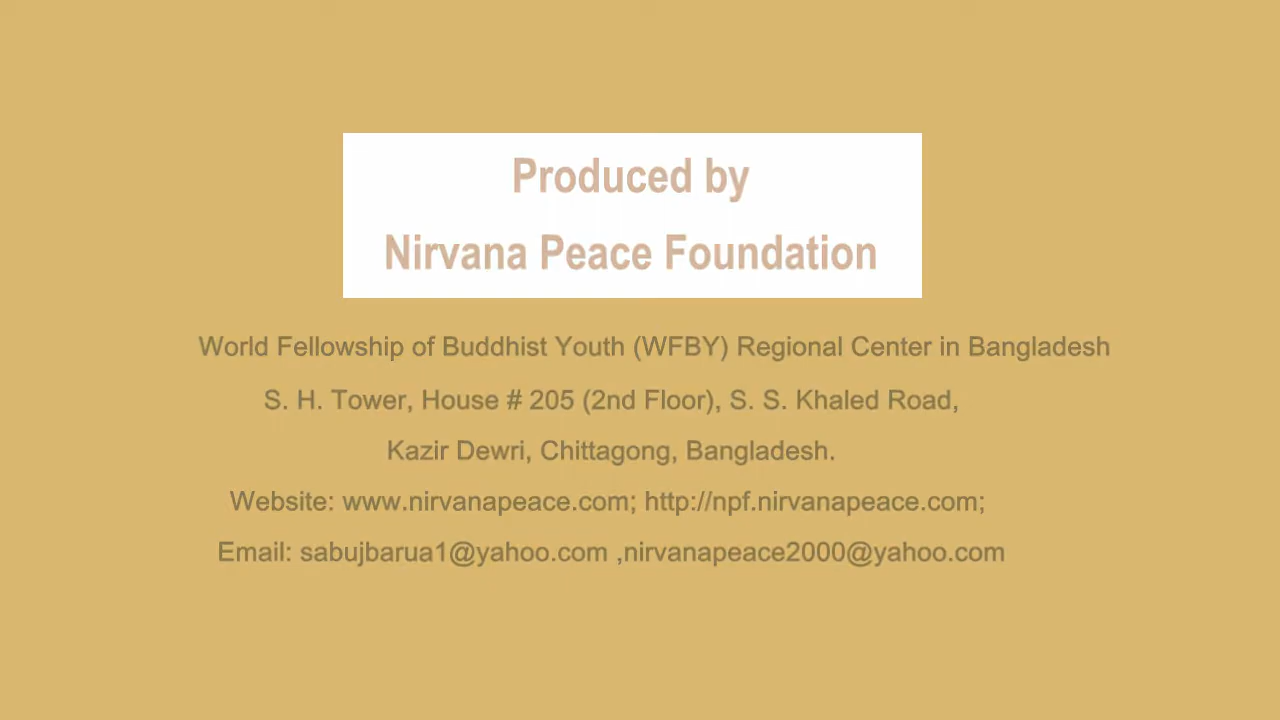 Produced by
Nirvana Peace Foundation
World Fellowship of Buddhist Youth (WFBY) Regional Center in Bangladesh
S. H. Tower, House # 205 (2nd Floor), S. S. Khaled Road,
Kazir Dewri, Chittagong, Bangladesh.
Website: www.nirvanapeace.com; http://npf.nirvanapeace.com;
Email: sabujbarua1@yahoo.com ,nirvanapeace2000@yahoo.com